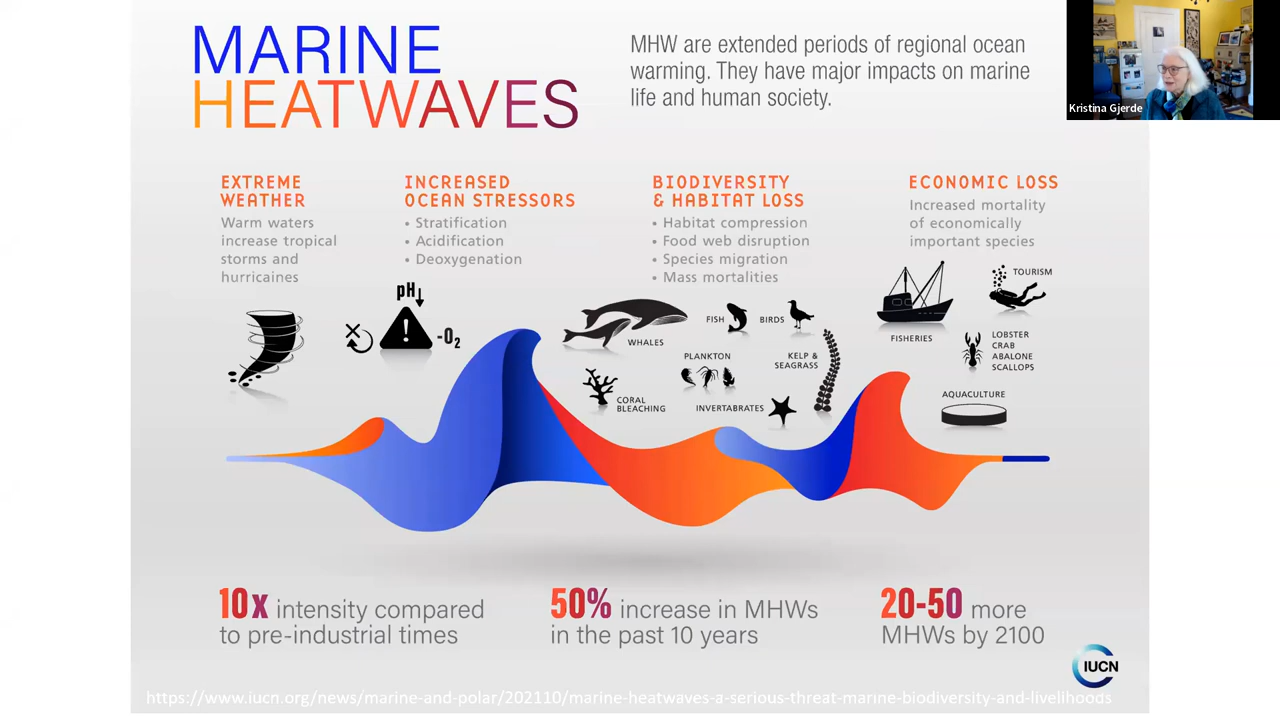 MARINE
HEATWAVES
MHW are extended periods of regional ocean
warming. They have major impacts on marine
life and human society.
Kristina Gjerde
EXTREME
WEATHER
Warm waters
increase tropical
storms and
hurricaines
INCREASED
OCEAN STRESSORS
• Stratification
• Acidification
• Deoxygenation
pH↓
!
-O₂
BIODIVERSITY
& HABITAT LOSS
• Habitat compression
• Food web disruption
• Species migration
• Mass mortalities
WHALES
FISH
BIRDS
PLANKTON
KELP &
SEAGRASS
CORAL
BLEACHING
INVERTABRATES
ECONOMIC LOSS
Increased mortality
of economically
important species
FISHERIES
TOURISM
LOBSTER
CRAB
ABALONE
SCALLOPS
AQUACULTURE
10x intensity compared
to pre-industrial times
50% increase in MHWs
in the past 10 years
20-50 more
MHWs by 2100
IUCN
https://www.iucn.org/news/marine-and-polar/202110/marine-heatwaves-a-serious-threat-marine-biodiversity-and-livelihoods